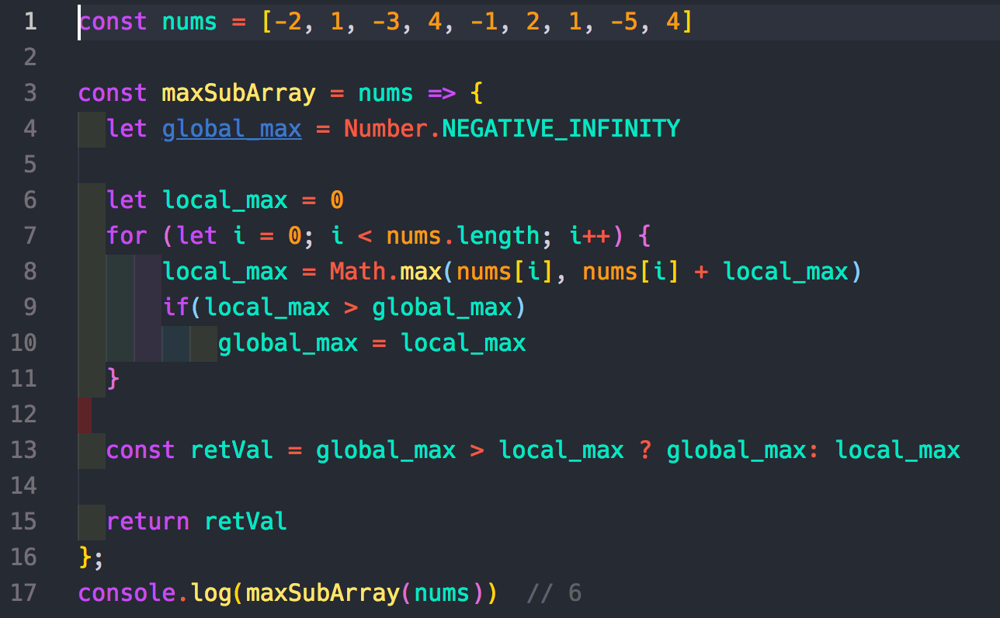 1 const nums = [-2, 1, -3, 4, -1, 2, 1, -5, 4]
2
3 const maxSubArray = nums => {
4 let global_max = Number.NEGATIVE_INFINITY
5
6 let local_max = 0
7 for (let i = 0; i < nums.length; i++) {
8 local_max = Math.max(nums[i], nums[i] + local_max)
9 if(local_max > global_max)
10 global_max = local_max
11 }
12
13 const retVal = global_max > local_max ? global_max: local_max
14
15 return retVal
16 };
17 console.log(maxSubArray(nums)) // 6